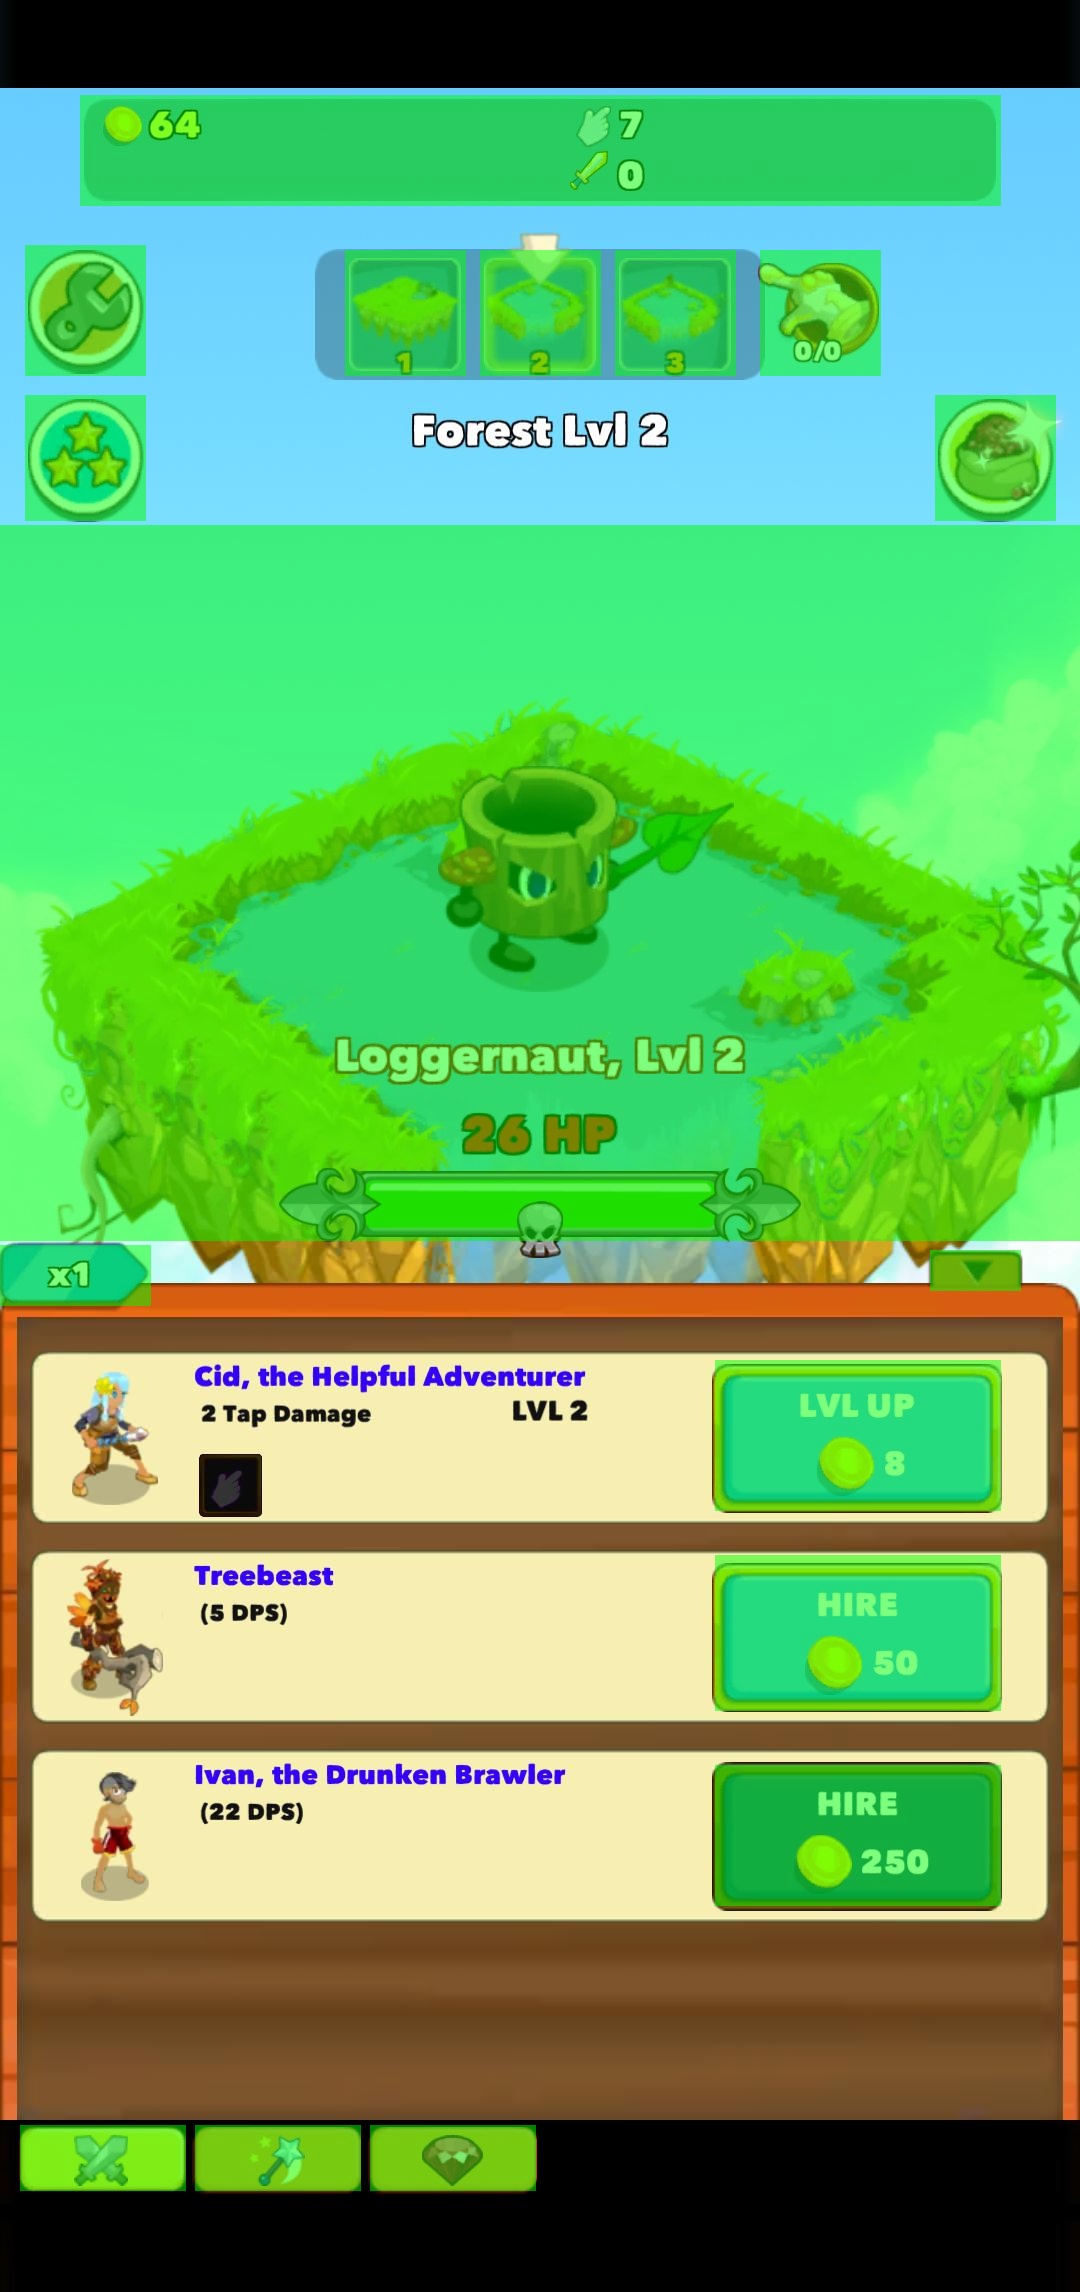 64
7
0
1
2
3
0/0
Forest Lvl 2
Loggernaut, Lvl 2
26 HP
x1
Cid, the Helpful Adventurer
2 Tap Damage
LVL 2
LVL UP
8
Treebeast
(5 DPS)
HIRE
50
Ivan, the Drunken Brawler
(22 DPS)
HIRE
250